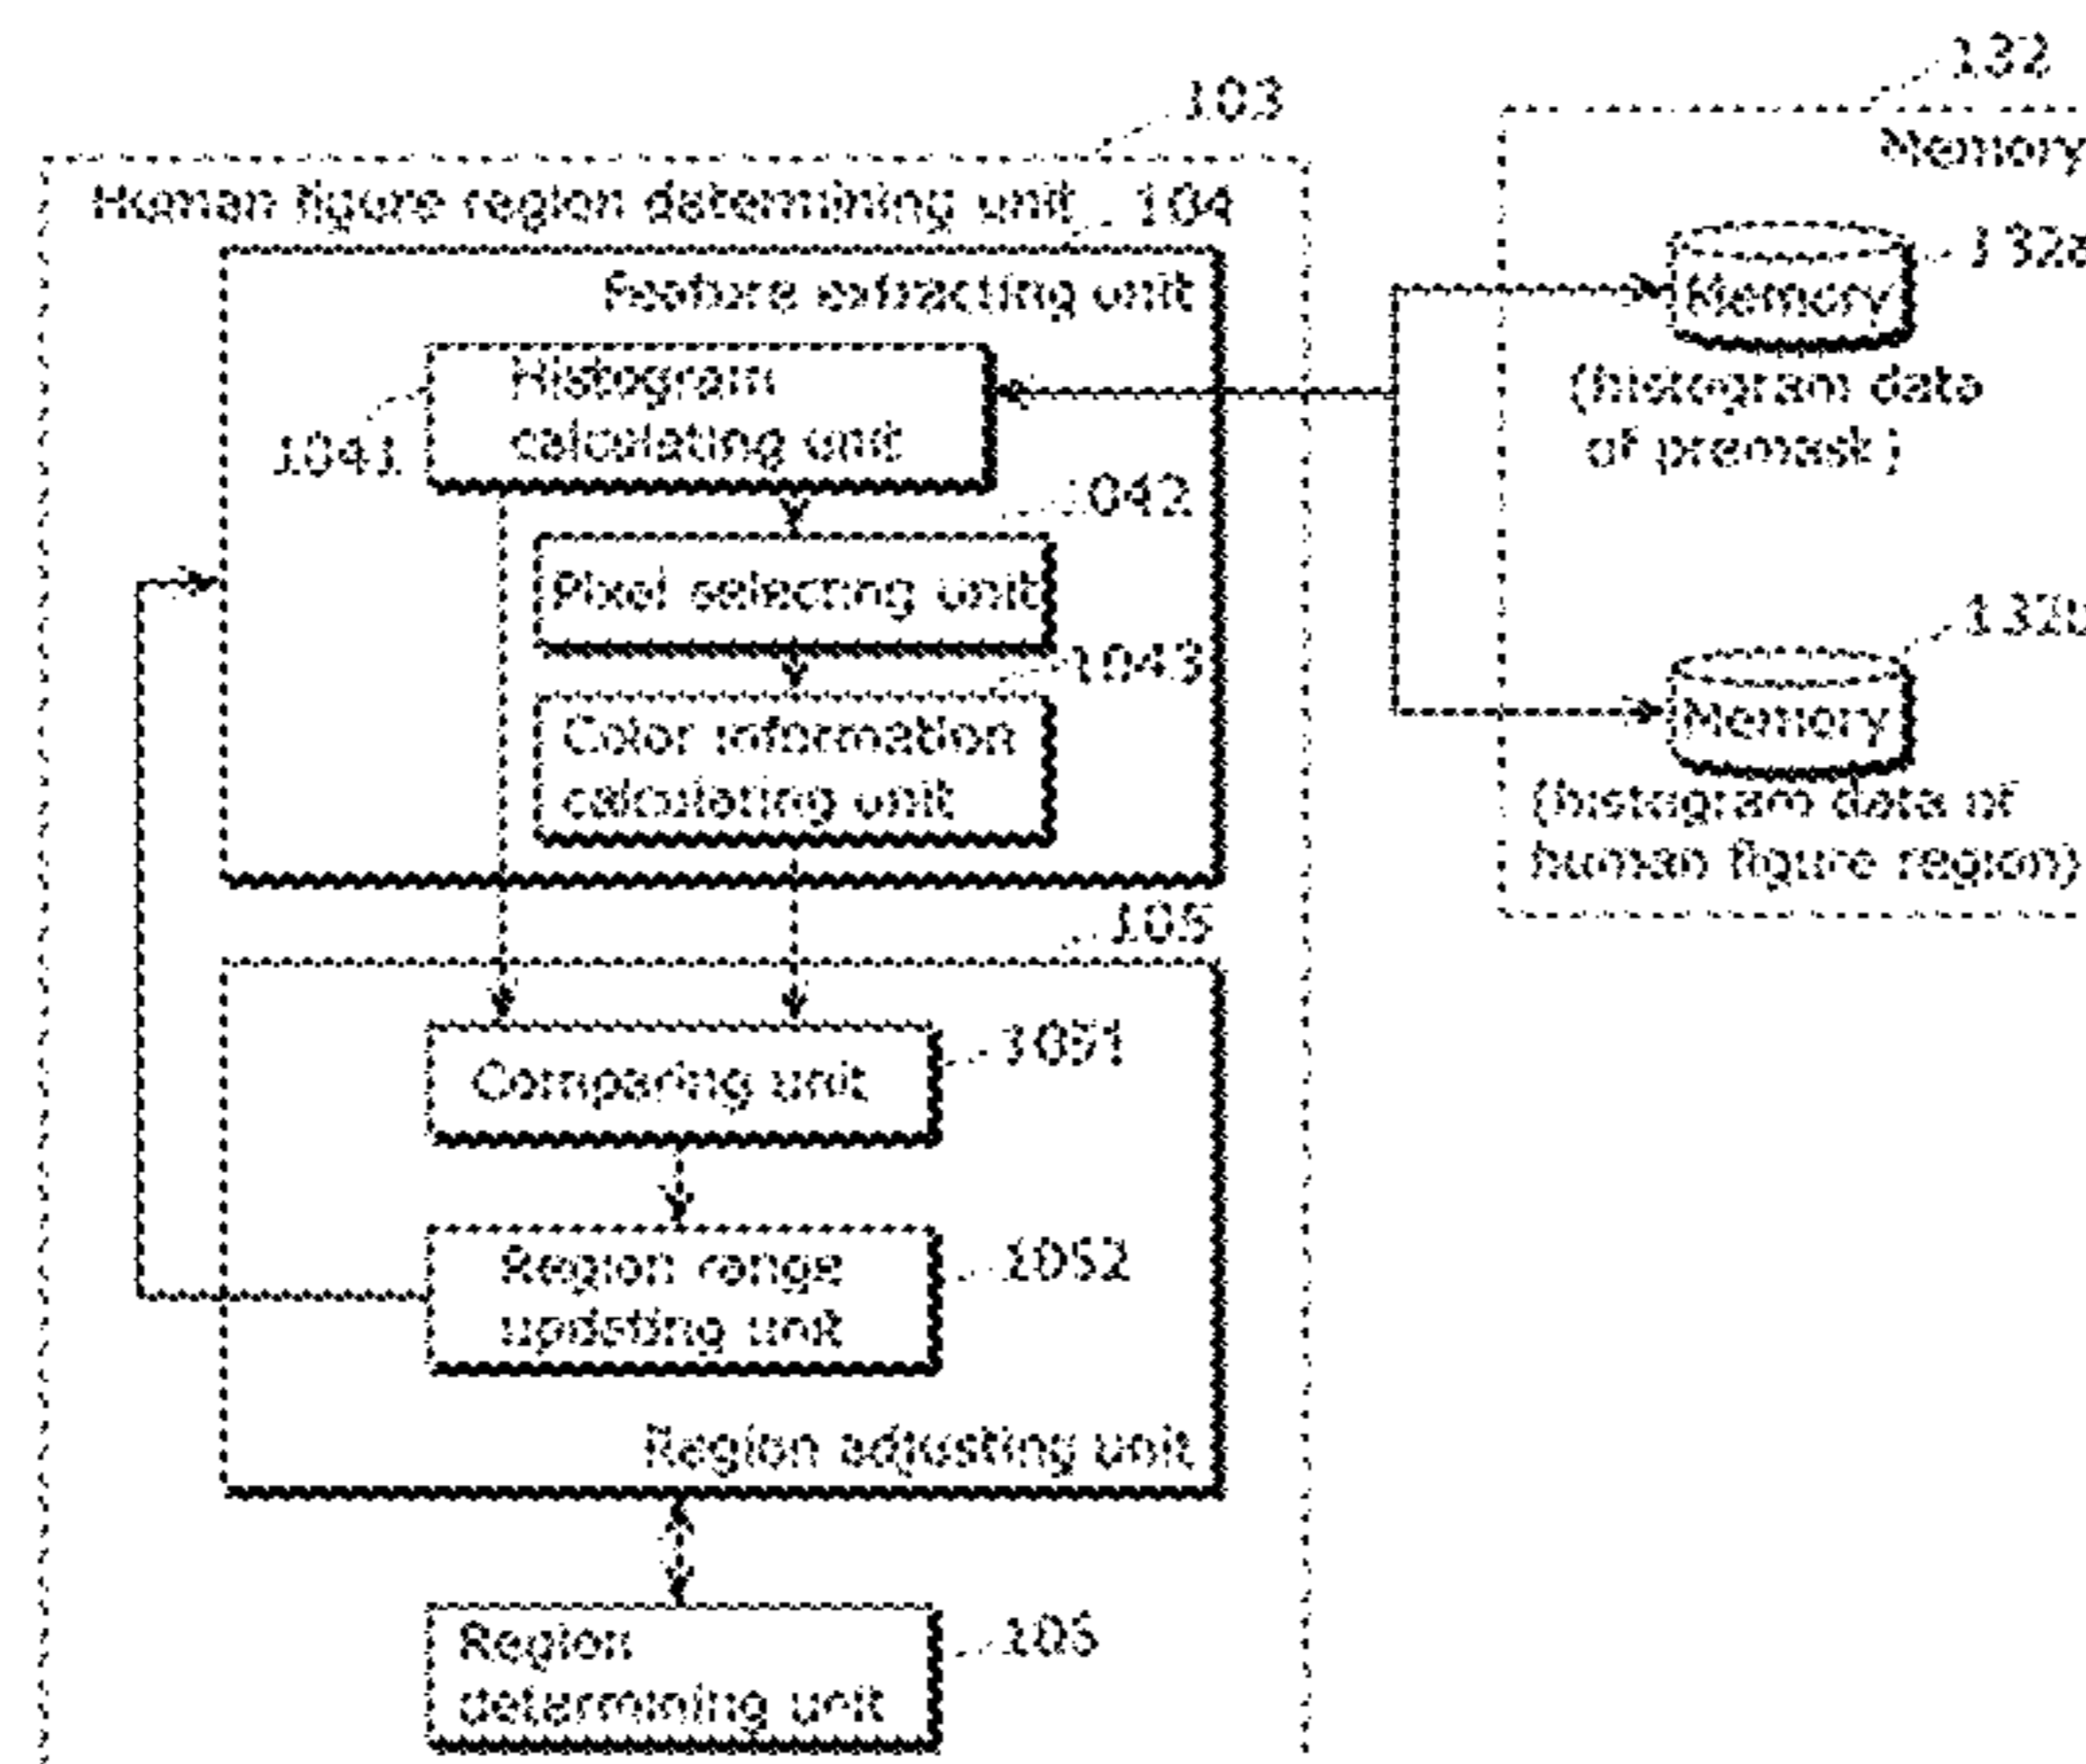 103
132
Memory
Human figure region determining unit
104
Feature extracting unit
Histogram
calculating unit
1041
1042
Pixel selecting unit
1043
Color information
calculating unit
Memory
132a
(histogram data
of premask)
Memory
132b
(histogram data of
human figure region)
105
Comparing unit
1051
Region range
updating unit
1052
Region adjusting unit
Region
determining unit
106